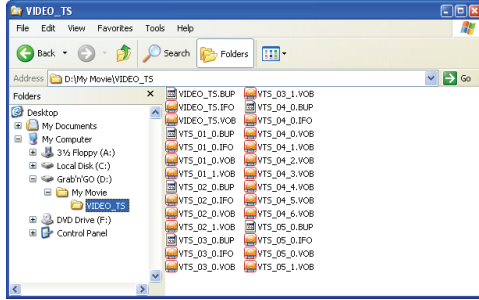 VIDEO_TS
File Edit View Favorites Tools Help
Back Search Folders
Address D:\My Movie\VIDEO_TS Go
Folders
Desktop
My Documents
My Computer
3½ Floppy (A:)
Local Disk (C:)
Grab'n'GO (D:)
My Movie
VIDEO_TS
DVD Drive (F:)
Control Panel
VIDEO_TS.BUP
VIDEO_TS.IFO
VIDEO_TS.VOB
VTS_01_0.BUP
VTS_01_0.IFO
VTS_01_0.VOB
VTS_01_1.VOB
VTS_02_0.BUP
VTS_02_0.IFO
VTS_02_0.VOB
VTS_02_1.VOB
VTS_03_0.BUP
VTS_03_0.IFO
VTS_03_0.VOB
VTS_03_1.VOB
VTS_04_0.BUP
VTS_04_0.IFO
VTS_04_1.VOB
VTS_04_2.VOB
VTS_04_3.VOB
VTS_04_4.VOB
VTS_04_5.VOB
VTS_04_6.VOB
VTS_05_0.BUP
VTS_05_0.IFO
VTS_05_0.VOB
VTS_05_1.VOB